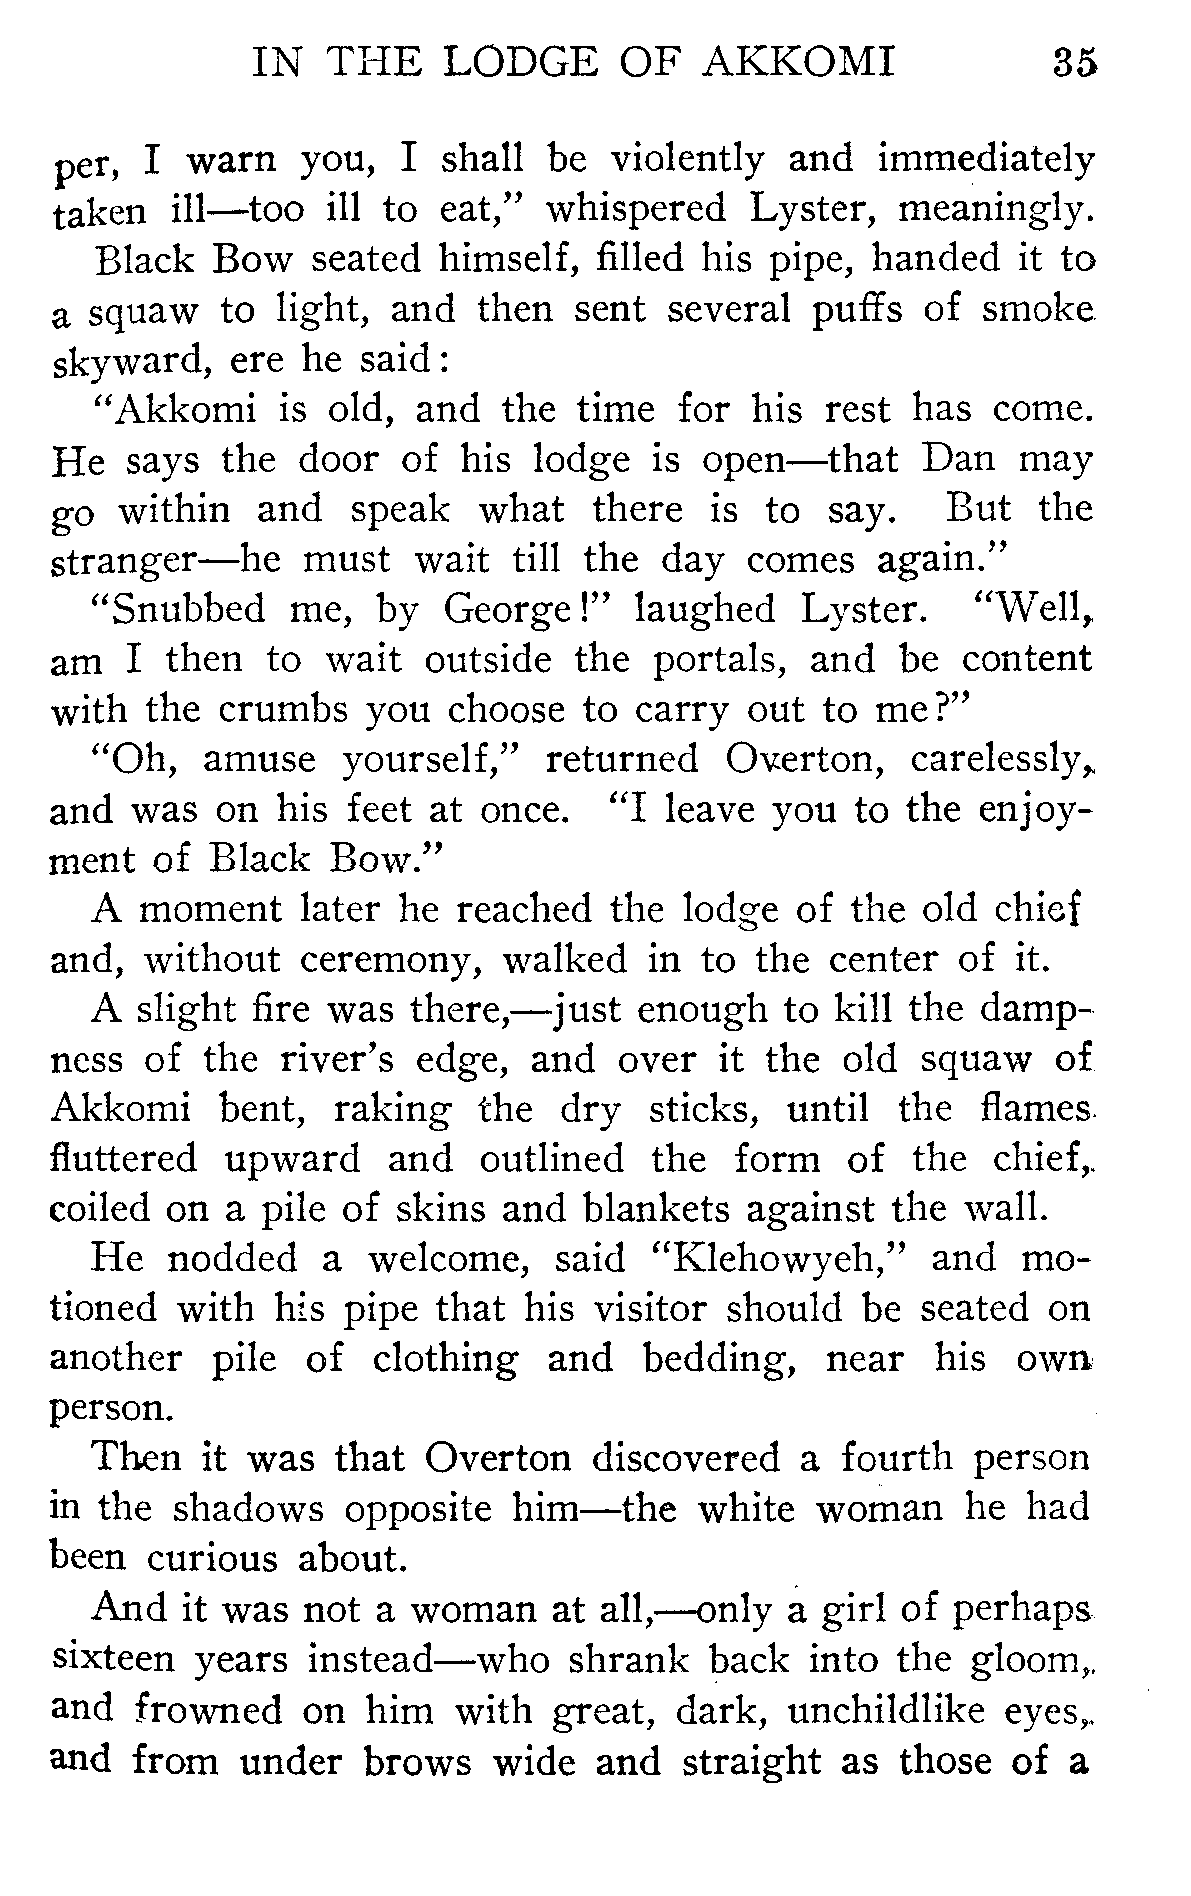 IN THE LODGE OF AKKOMI 35
per, I warn you, I shall be violently and immediately
taken ill—too ill to eat,” whispered Lyster, meaningly.
Black Bow seated himself, filled his pipe, handed it to
a squaw to light, and then sent several puffs of smoke
skyward, ere he said:
“Akkomi is old, and the time for his rest has come.
He says the door of his lodge is open—that Dan may
go within and speak what there is to say. But the
stranger—he must wait till the day comes again.”
“Snubbed me, by George!” laughed Lyster. “Well,
am I then to wait outside the portals, and be content
with the crumbs you choose to carry out to me?”
“Oh, amuse yourself,” returned Overton, carelessly,
and was on his feet at once. “I leave you to the enjoy-
ment of Black Bow.”
A moment later he reached the lodge of the old chief
and, without ceremony, walked in to the center of it.
A slight fire was there,—just enough to kill the damp-
ness of the river’s edge, and over it the old squaw of
Akkomi bent, raking the dry sticks, until the flames
fluttered upward and outlined the form of the chief,
coiled on a pile of skins and blankets against the wall.
He nodded a welcome, said “Klehowyeh,” and mo-
tioned with his pipe that his visitor should be seated on
another pile of clothing and bedding, near his own
person.
Then it was that Overton discovered a fourth person
in the shadows opposite him—the white woman he had
been curious about.
And it was not a woman at all,—only a girl of perhaps
sixteen years instead—who shrank back into the gloom,
and frowned on him with great, dark, unchildlike eyes,
and from under brows wide and straight as those of a